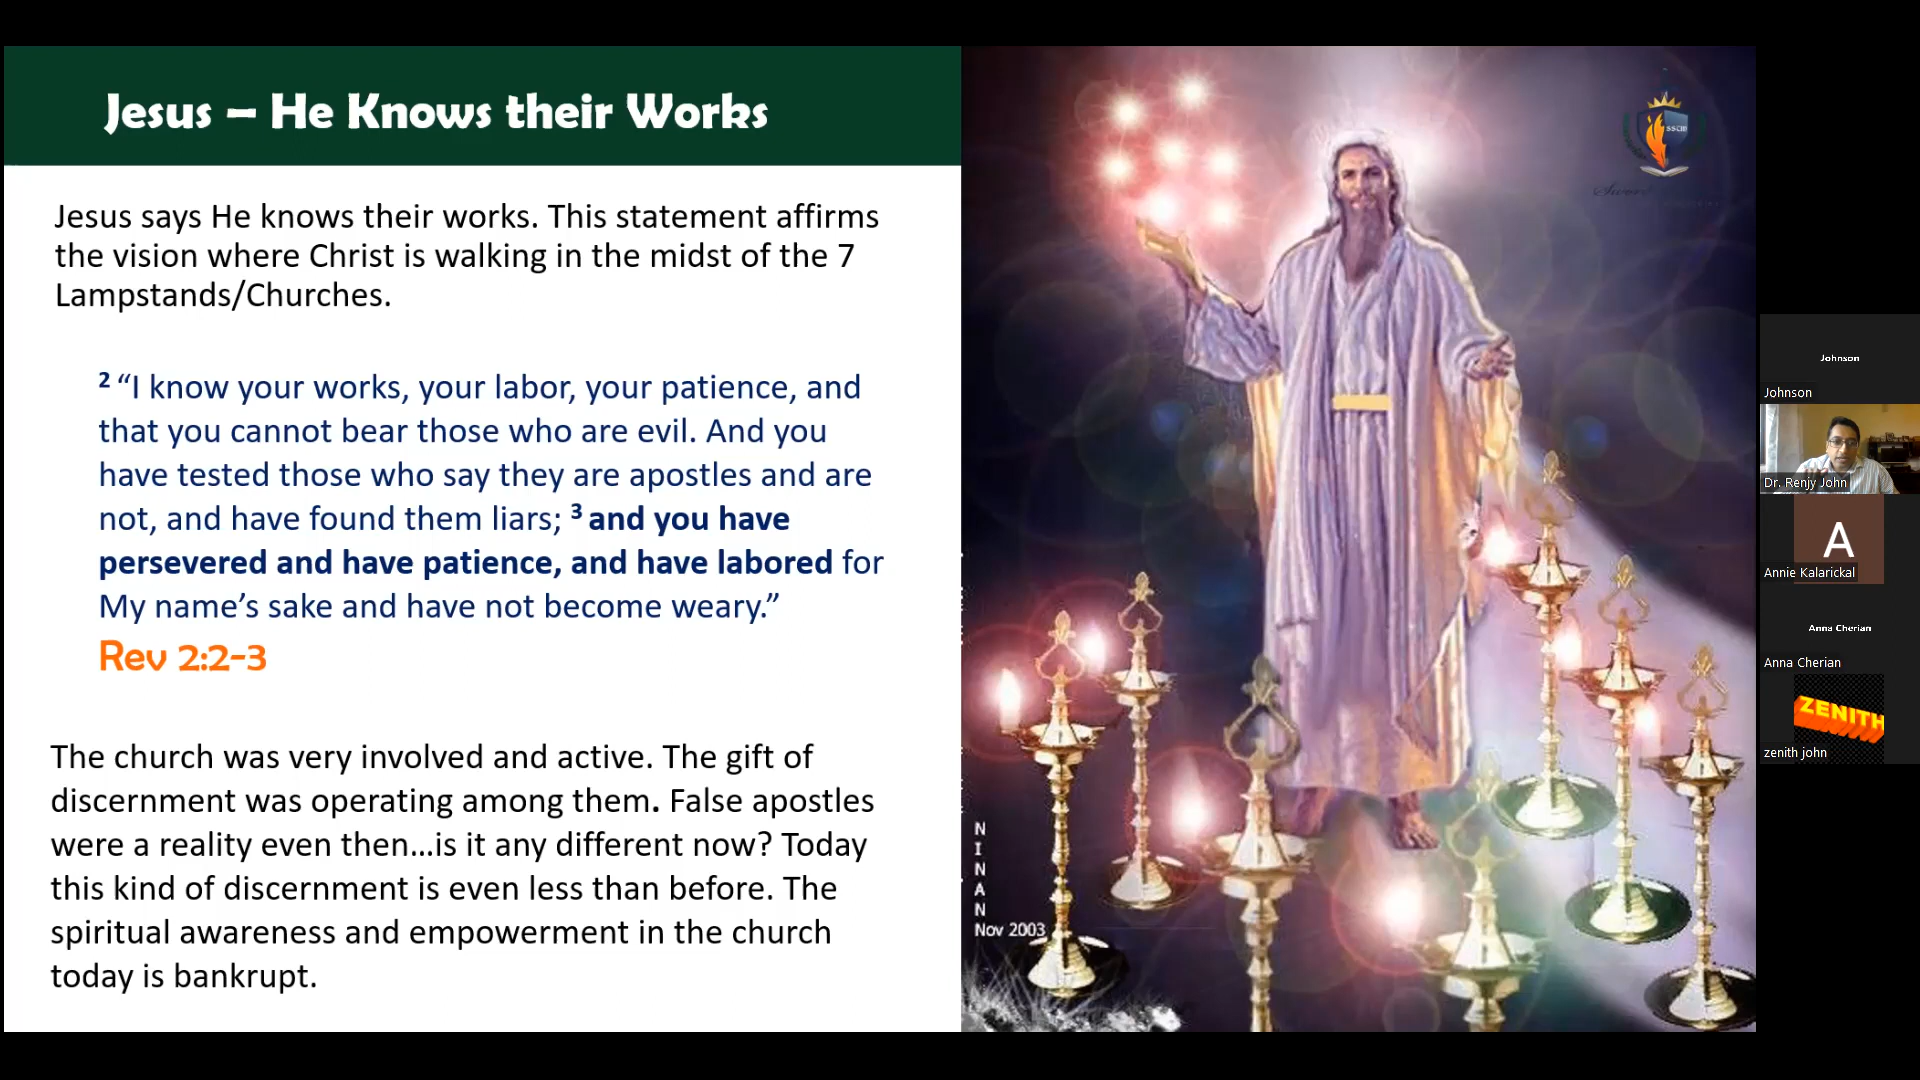 Jesus – He Knows their Works
Jesus says He knows their works. This statement affirms
the vision where Christ is walking in the midst of the 7
Lampstands/Churches.
2 “I know your works, your labor, your patience, and
that you cannot bear those who are evil. And you
have tested those who say they are apostles and are
not, and have found them liars; 3 and you have
persevered and have patience, and have labored for
My name’s sake and have not become weary.”
Rev 2:2-3
The church was very involved and active. The gift of
discernment was operating among them. False apostles
were a reality even then…is it any different now? Today
this kind of discernment is even less than before. The
spiritual awareness and empowerment in the church
today is bankrupt.
SSCM
Sword
NINAN
Nov 2003
Johnson
Johnson
Dr. Renjy John
A
Annie Kalarickal
Anna Cherian
Anna Cherian
ZENITH
zenith john